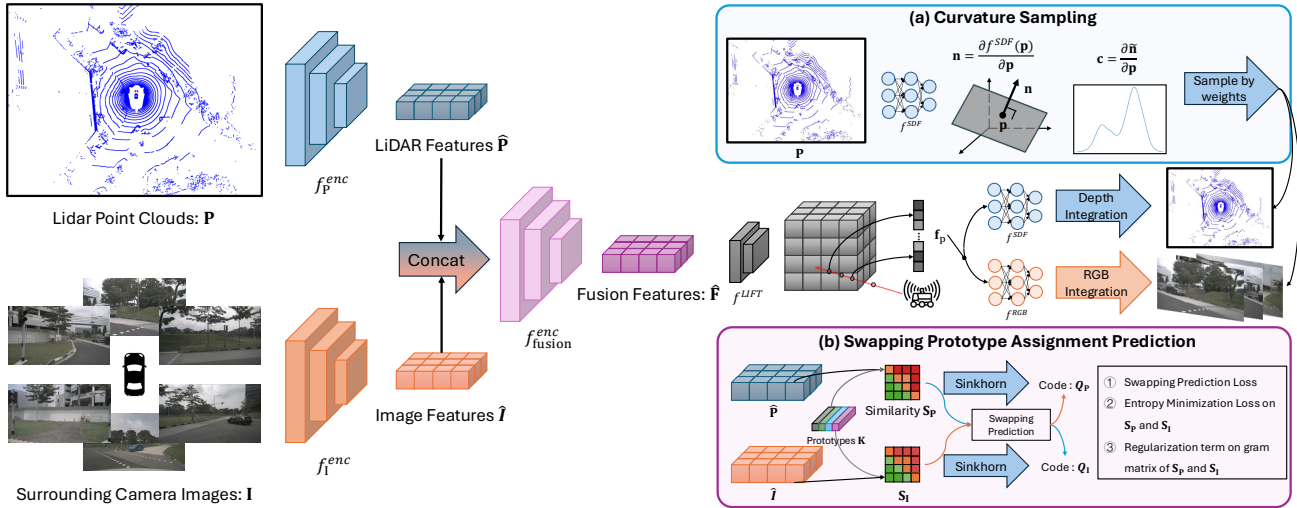 Lidar Point Clouds: P
Surrounding Camera Images: I
f_P^{enc}
LiDAR Features P̂
Concat
f_I^{enc}
Image Features Î
f_{fusion}^{enc}
Fusion Features: F̂
f^{LIFT}
f_p
f^{SDF}
f^{RGB}
Depth
Integration
RGB
Integration
(a) Curvature Sampling
P
f^{SDF}
n = ∂f^{SDF}(p)/∂p
n
p
c = ∂ñ/∂p
Sample by
weights
(b) Swapping Prototype Assignment Prediction
P̂
Î
Prototypes K
Similarity S_P
S_I
Sinkhorn
Sinkhorn
Swapping
Prediction
Code : Q_P
Code : Q_I
① Swapping Prediction Loss
② Entropy Minimization Loss on
S_P and S_I
③ Regularization term on gram
matrix of S_P and S_I